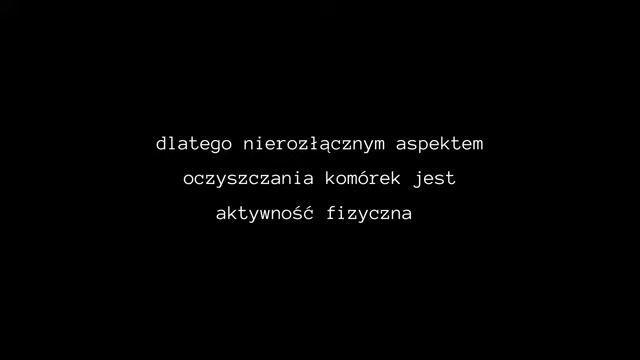 dlatego nierozłącznym aspektem
oczyszczania komórek jest
aktywność fizyczna